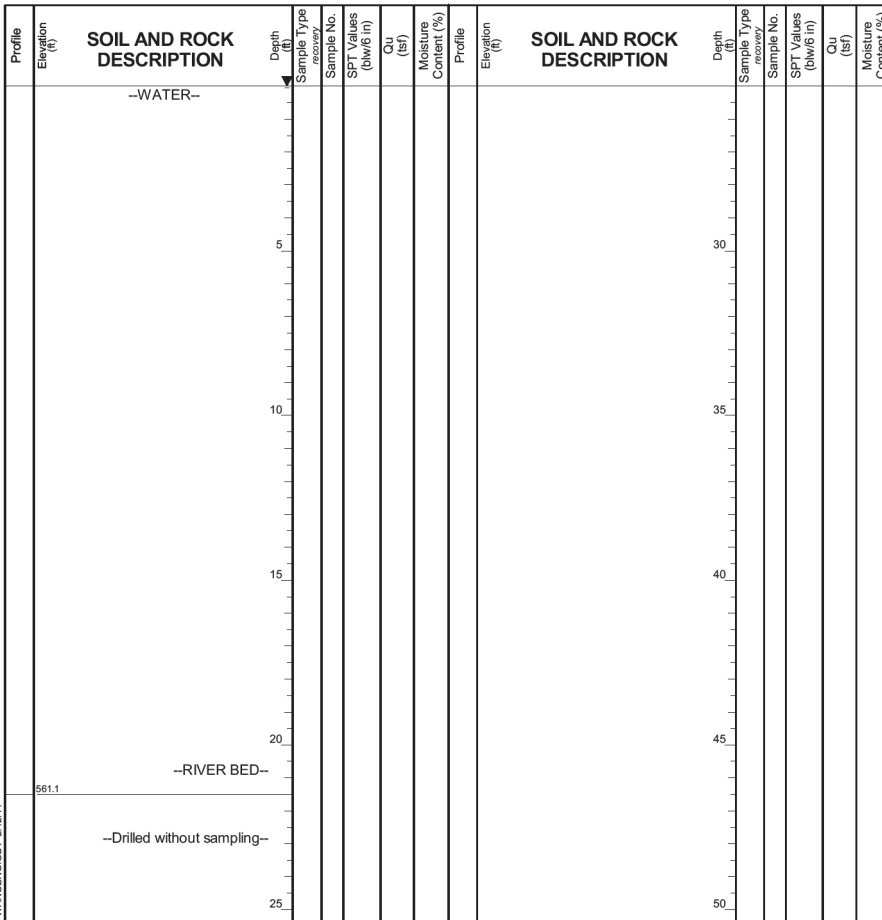 Profile
Elevation
(ft)
SOIL AND ROCK
DESCRIPTION
Depth
(ft)
Sample Type
recovery
Sample No.
SPT Values
(blw/6 in)
Qu
(tsf)
Moisture
Content (%)
Profile
Elevation
(ft)
SOIL AND ROCK
DESCRIPTION
Depth
(ft)
Sample Type
recovery
Sample No.
SPT Values
(blw/6 in)
Qu
(tsf)
Moisture
Content (%)
--WATER--
5
10
15
20
--RIVER BED--
561.1
--Drilled without sampling--
25
30
35
40
45
50